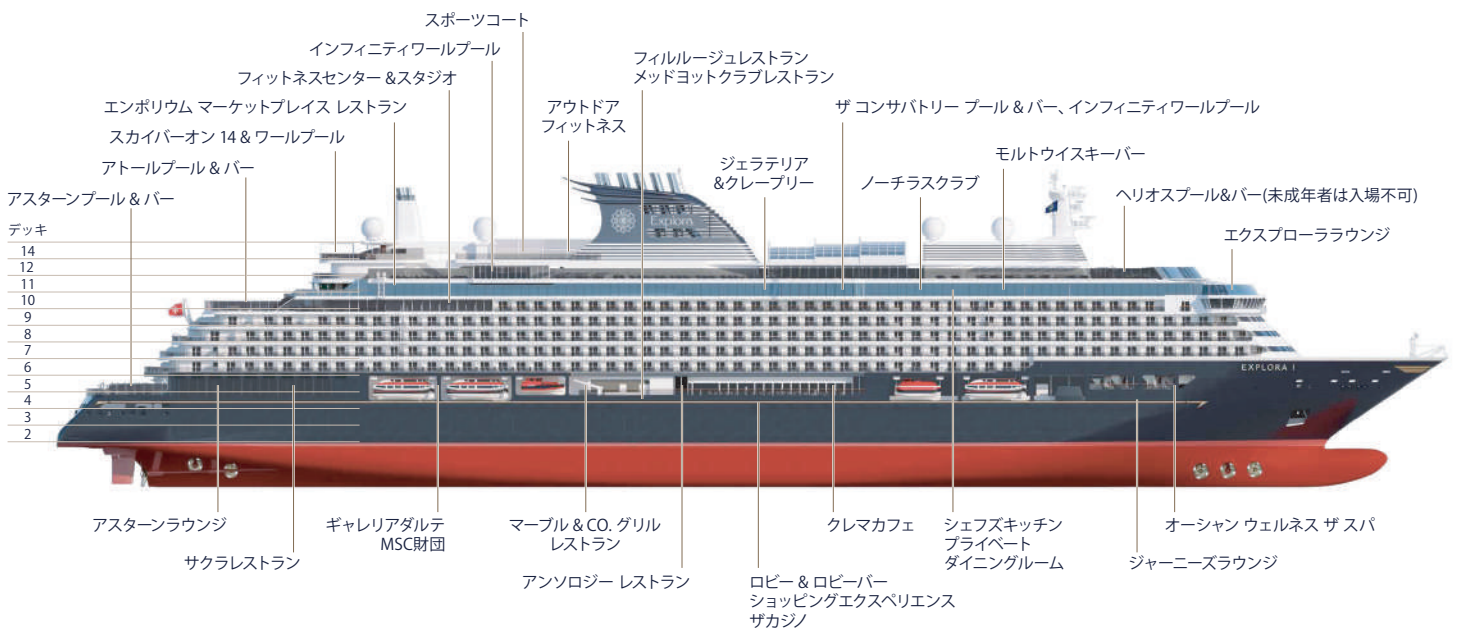 スポーツコート
インフィニティワールプール
フィットネスセンター &スタジオ
エンポリウム マーケットプレイス レストラン
スカイバーオン 14 & ワールプール
アトールプール & バー
アスターンプール & バー
アウトドア
フィットネス
フィルルージュレストラン
メッドヨットクラブレストラン
ジェラテリア
&クレープリー
ザ コンサバトリー プール & バー、インフィニティワールプール
ノーチラスクラブ
モルトウイスキーバー
ヘリオスプール&バー(未成年者は入場不可)
エクスプローララウンジ
デッキ
14
12
11
10
9
8
7
6
5
4
3
2
Explora
EXPLORA I
アスターンラウンジ
サクラレストラン
ギャレリアダルテ
MSC財団
マーブル & CO. グリル
レストラン
アンソロジー レストラン
ロビー & ロビーバー
ショッピングエクスペリエンス
ザカジノ
クレマカフェ
シェフズキッチン
プライベート
ダイニングルーム
ジャーニーズラウンジ
オーシャン ウェルネス ザ スパ